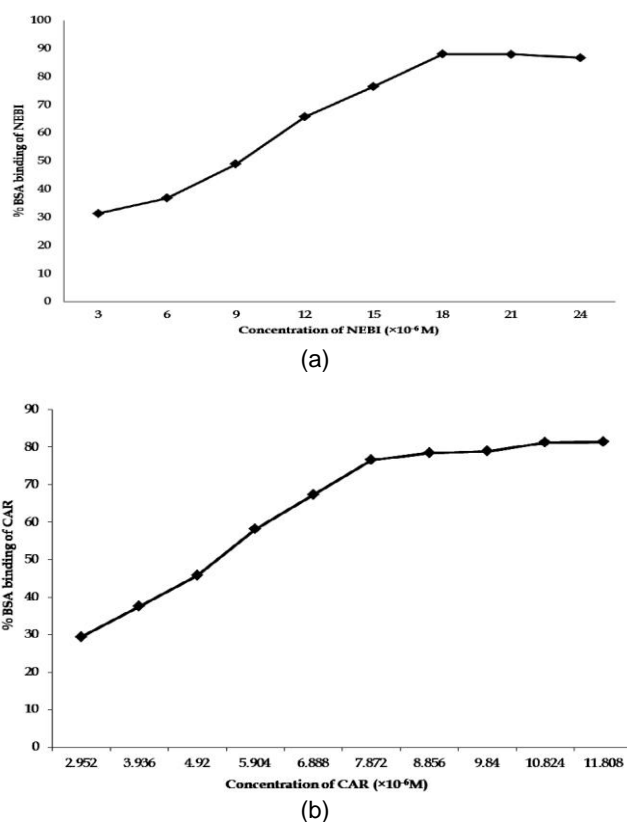 100
90
80
70
60
50
40
30
20
10
0
% BSA binding of NEBI
3 6 9 12 15 18 21 24
Concentration of NEBI (×10⁻⁶ M)
(a)
90
80
70
60
50
40
30
20
10
0
% BSA binding of CAR
2.952 3.936 4.92 5.904 6.888 7.872 8.856 9.84 10.824 11.808
Concentration of CAR (×10⁻⁶M)
(b)